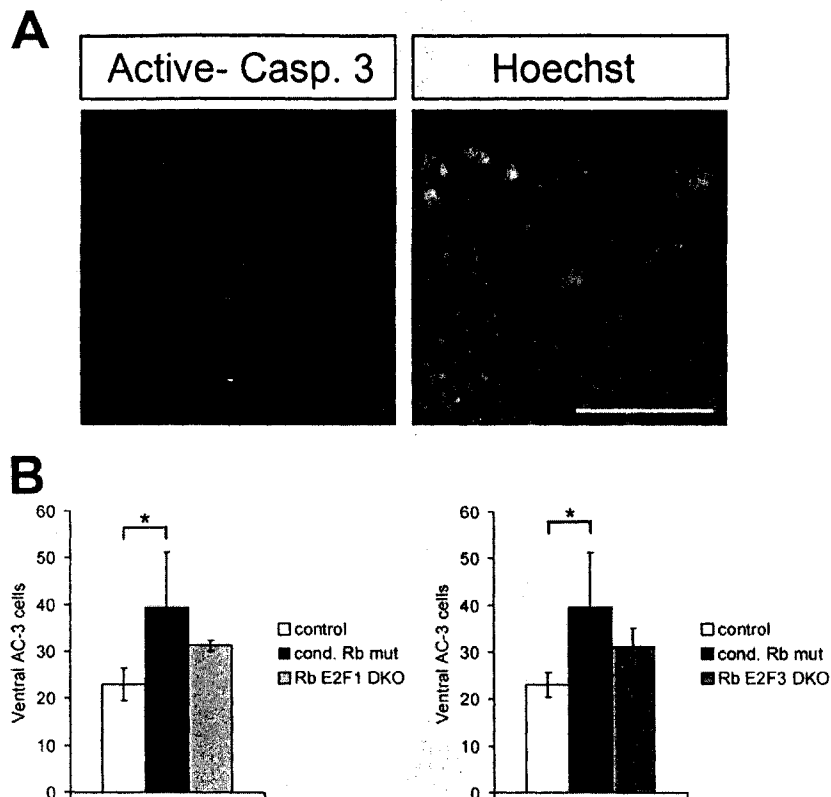 A
Active- Casp. 3
Hoechst
B
60
50
40
30
20
10
0
Ventral AC-3 cells
*
control
cond. Rb mut
Rb E2F1 DKO
60
50
40
30
20
10
0
Ventral AC-3 cells
*
control
cond. Rb mut
Rb E2F3 DKO